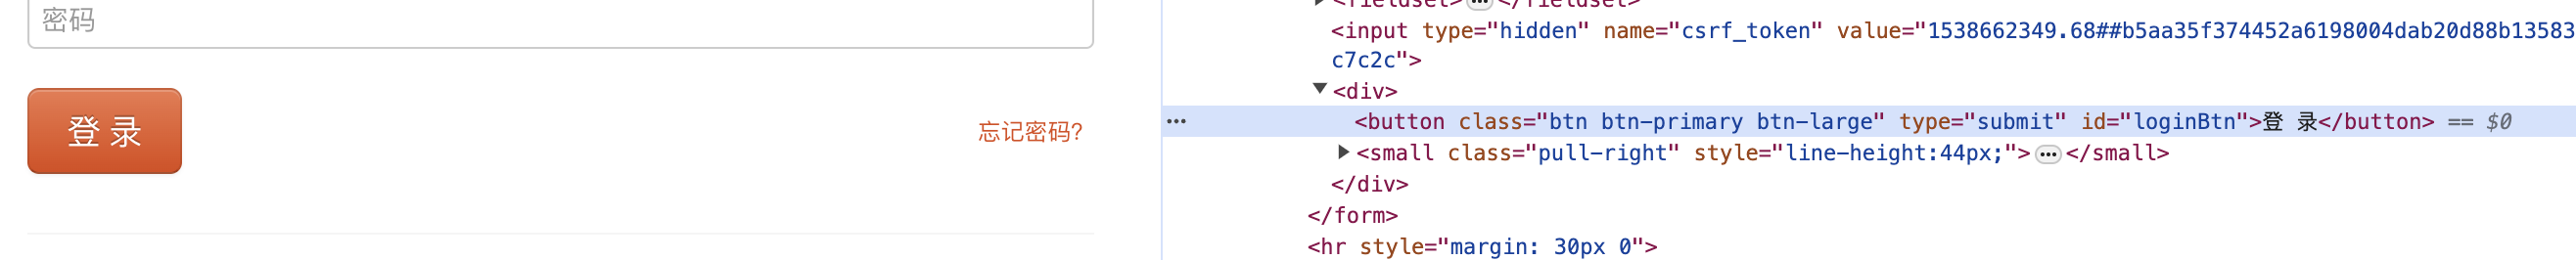 密码
登 录
忘记密码?
<fieldset>…</fieldset>
<input type="hidden" name="csrf_token" value="1538662349.68##b5aa35f374452a6198004dab20d88b13583
c7c2c">
<div>
<button class="btn btn-primary btn-large" type="submit" id="loginBtn">登 录</button> == $0
<small class="pull-right" style="line-height:44px;">…</small>
</div>
</form>
<hr style="margin: 30px 0">